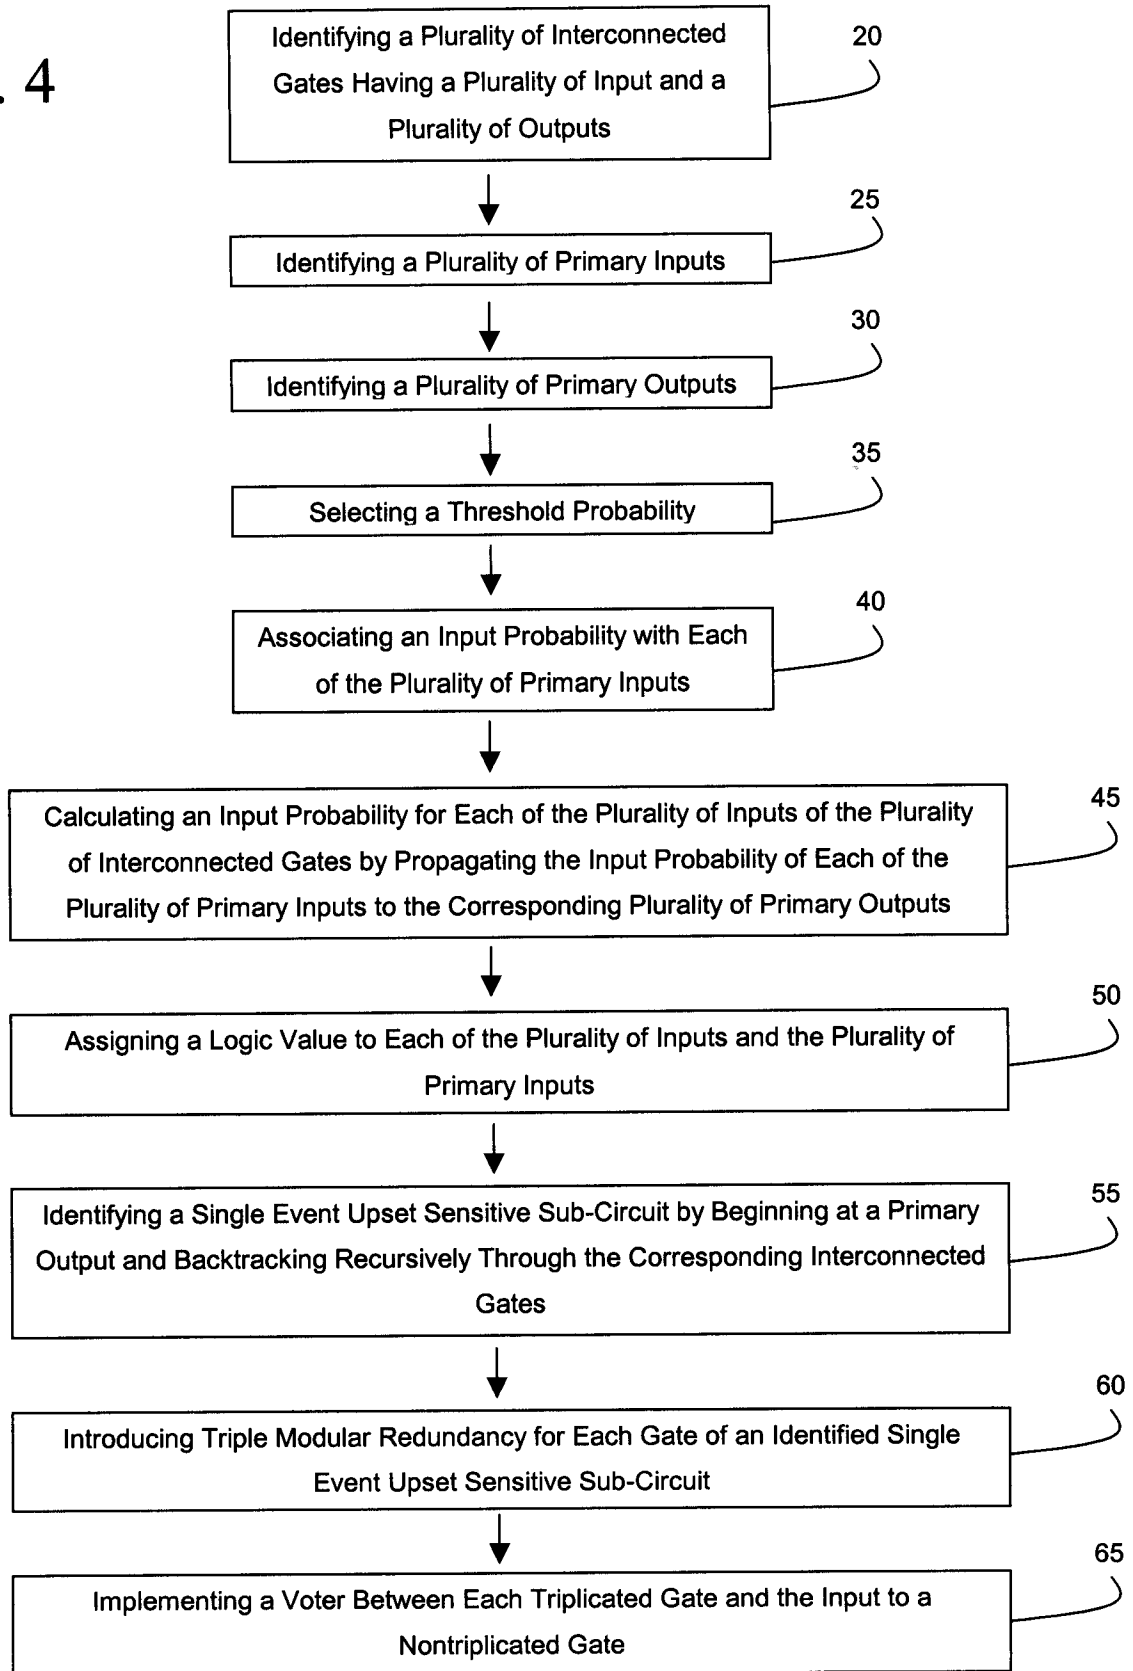 . 4
Identifying a Plurality of Interconnected
Gates Having a Plurality of Input and a
Plurality of Outputs
20
Identifying a Plurality of Primary Inputs
25
Identifying a Plurality of Primary Outputs
30
Selecting a Threshold Probability
35
Associating an Input Probability with Each
of the Plurality of Primary Inputs
40
Calculating an Input Probability for Each of the Plurality of Inputs of the Plurality
of Interconnected Gates by Propagating the Input Probability of Each of the
Plurality of Primary Inputs to the Corresponding Plurality of Primary Outputs
45
Assigning a Logic Value to Each of the Plurality of Inputs and the Plurality of
Primary Inputs
50
Identifying a Single Event Upset Sensitive Sub-Circuit by Beginning at a Primary
Output and Backtracking Recursively Through the Corresponding Interconnected
Gates
55
Introducing Triple Modular Redundancy for Each Gate of an Identified Single
Event Upset Sensitive Sub-Circuit
60
Implementing a Voter Between Each Triplicated Gate and the Input to a
Nontriplicated Gate
65